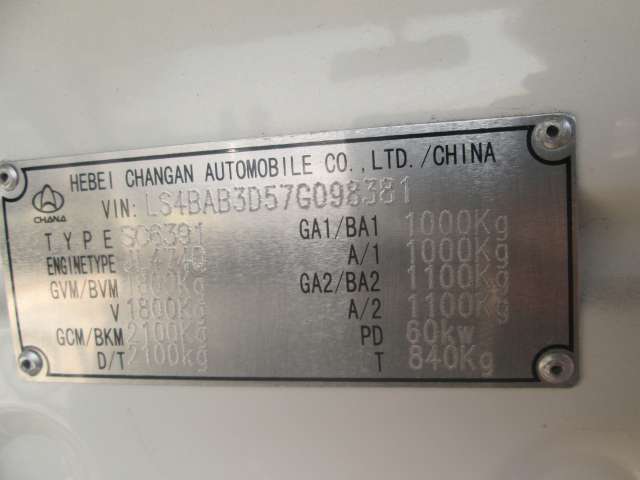 HEBEI CHANGAN AUTOMOBILE CO.,LTD./CHINA
CHANA
VIN: LS4BAB3D57G098381
TYPE SC6391 GA1/BA1 1000Kg
ENGINETYPE JL474Q A/1 1000Kg
GVM/BVM 1800Kg GA2/BA2 1100Kg
V 1800Kg A/2 1100Kg
GCM/BKM 2100Kg PD 60kw
D/T 2100Kg T 840Kg